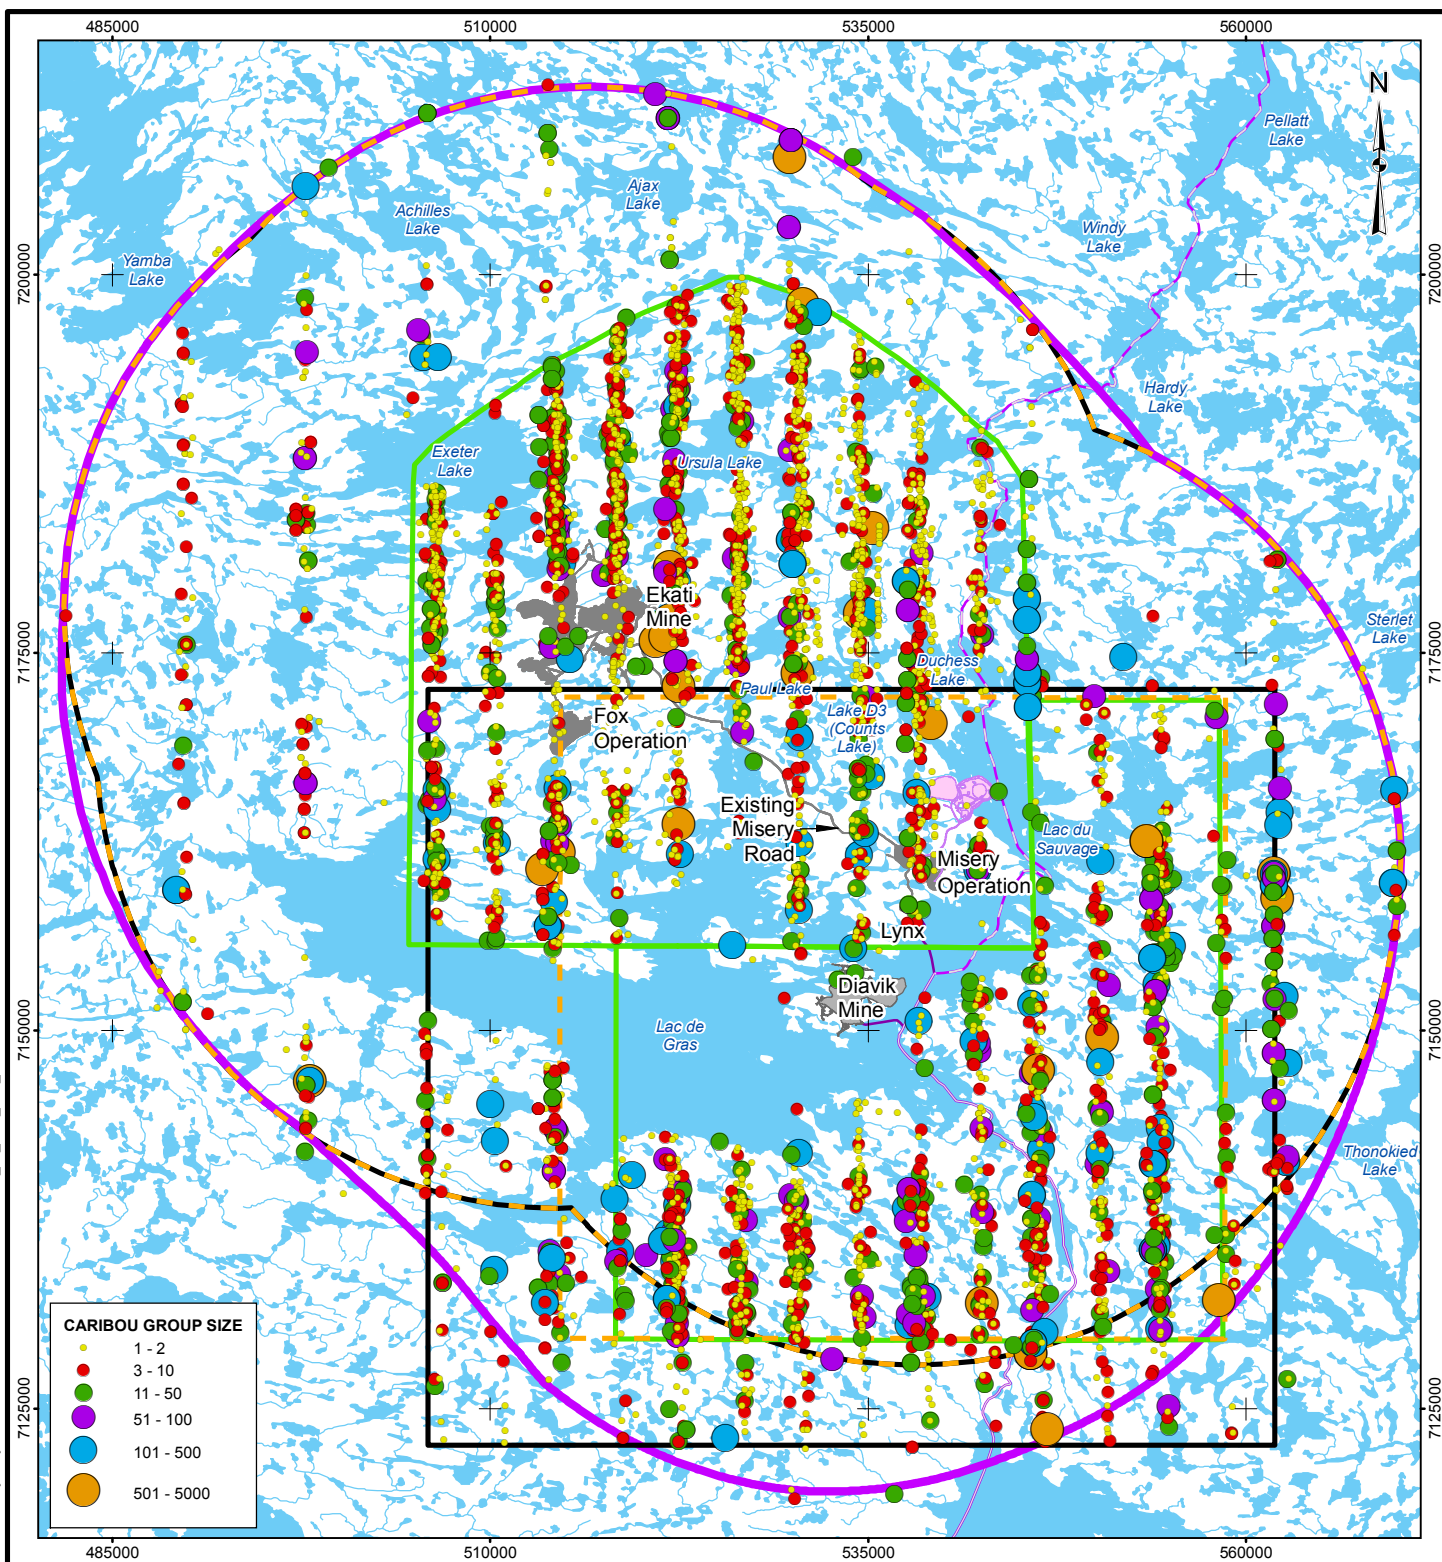 485000
510000
535000
560000
N
Pellatt
Lake
Ajax
Lake
Achilles
Lake
Windy
Lake
Yamba
Lake
7200000
7200000
Hardy
Lake
Exeter
Lake
Ursula Lake
Ekati
Mine
Sterlet
Lake
7175000
7175000
Duchess
Lake
Paul Lake
Lake D3
(Counts
Lake)
Fox
Operation
Existing
Misery
Road
Lac du
Sauvage
Misery
Operation
Lynx
Diavik
Mine
Lac de
Gras
7150000
7150000
Thonokied
Lake
CARIBOU GROUP SIZE
1 - 2
3 - 10
11 - 50
51 - 100
101 - 500
501 - 5000
7125000
7125000
485000
510000
535000
560000